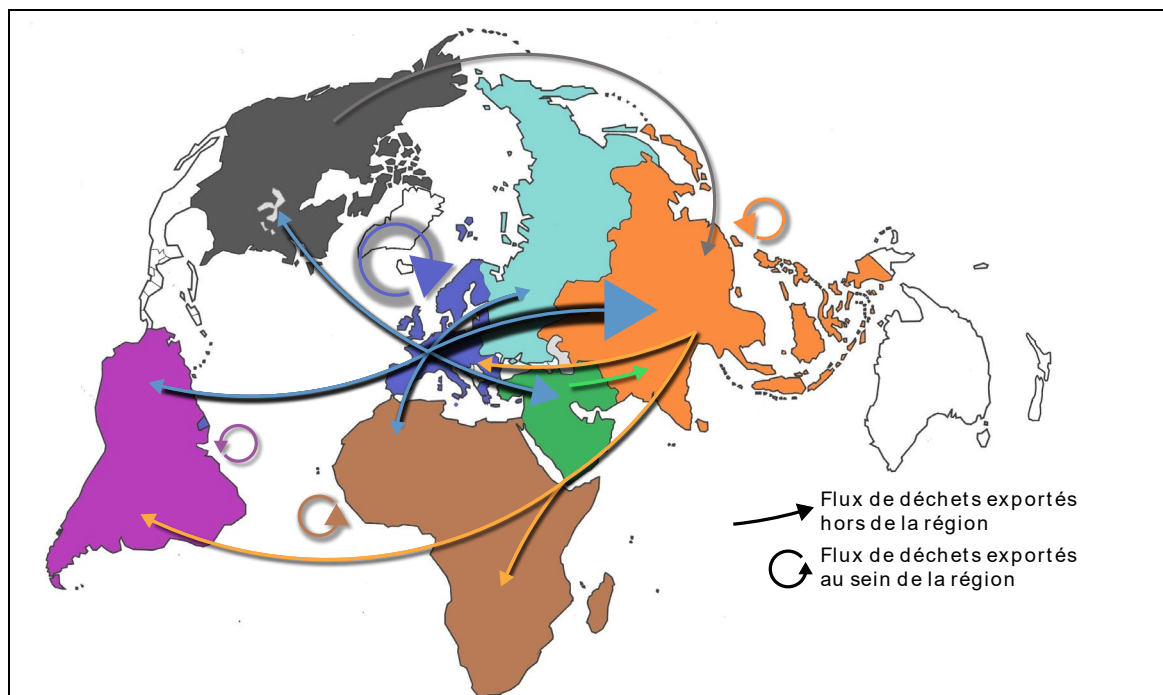 Flux de déchets exportés
hors de la région
Flux de déchets exportés
au sein de la région